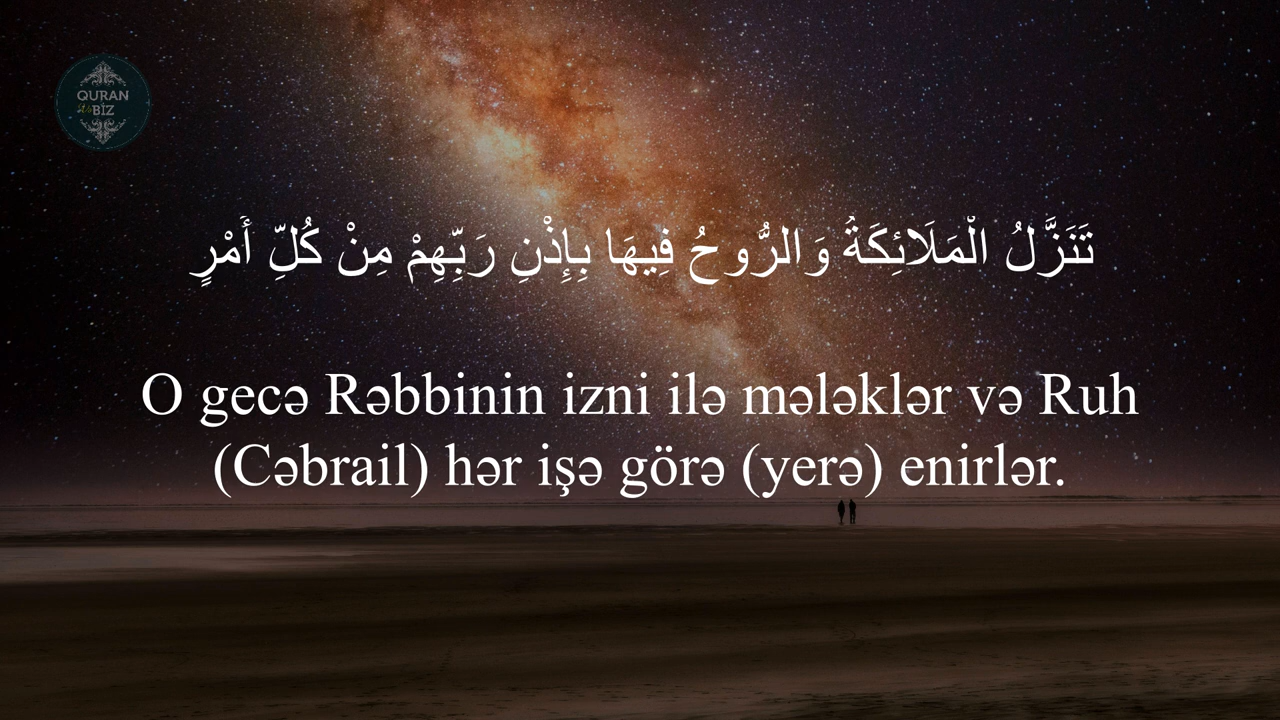 QURAN
BİZ
تَنَزَّلُ الْمَلَائِكَةُ وَالرُّوحُ فِيهَا بِإِذْنِ رَبِّهِمْ مِنْ كُلِّ أَمْرٍ
O gecə Rəbbinin izni ilə mələklər və Ruh
(Cəbrail) hər işə görə (yerə) enirlər.